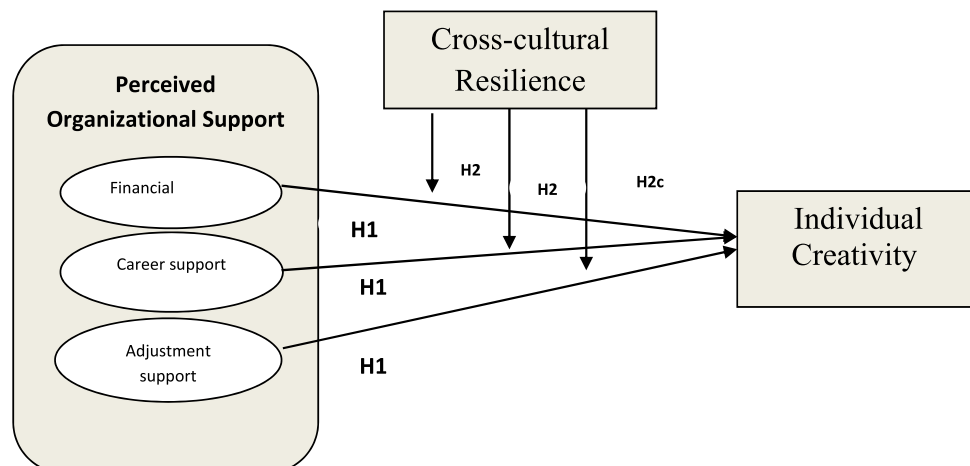 Cross-cultural
Resilience
Perceived
Organizational Support
Financial
Career support
Adjustment
support
H1
H1
H1
H2
H2
H2c
Individual
Creativity